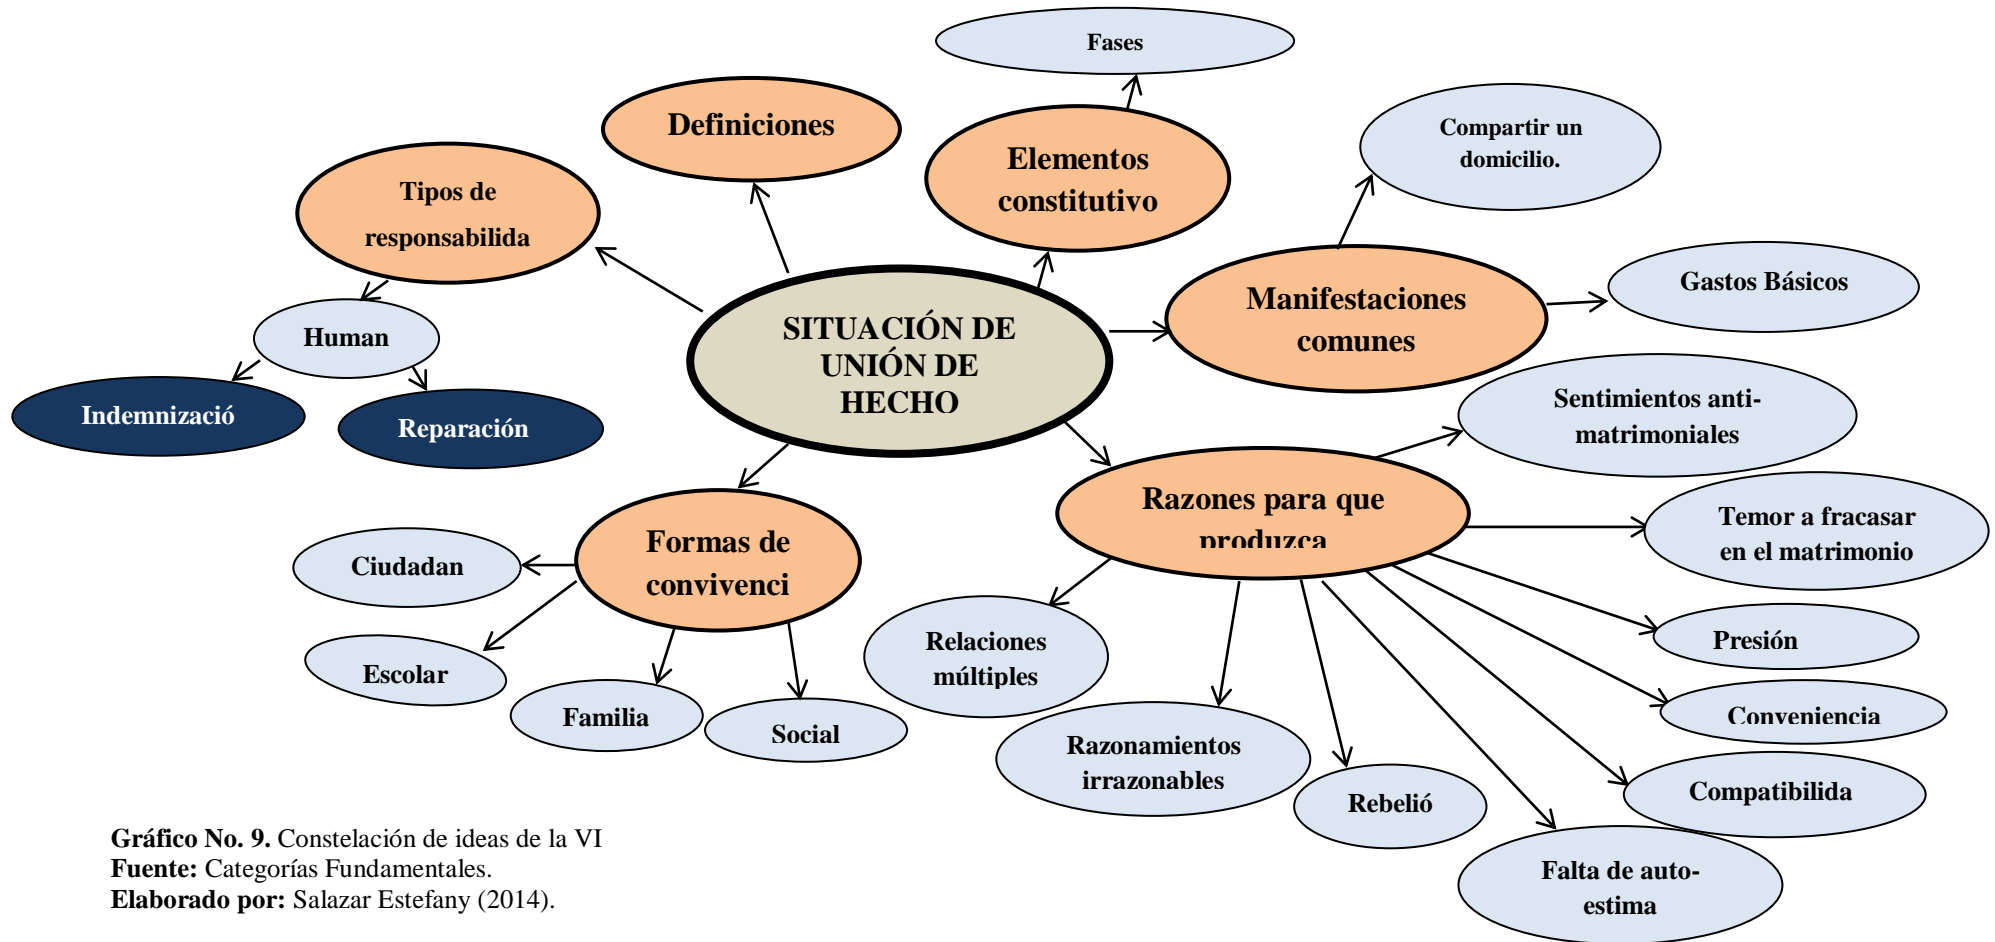 Fases
Definiciones
Elementos
constitutivo
Compartir un
domicilio.
Tipos de
responsabilida
Manifestaciones
comunes
Gastos Básicos
Human
SITUACIÓN DE
UNIÓN DE
HECHO
Indemnizació
Reparación
Sentimientos anti-
matrimoniales
Razones para que
produzca
Temor a fracasar
en el matrimonio
Formas de
convivenci
Ciudadan
Escolar
Familia
Social
Relaciones
múltiples
Presión
Conveniencia
Razonamientos
irrazonables
Rebelió
Compatibilida
Falta de auto-
estima
Gráfico No. 9. Constelación de ideas de la VI
Fuente: Categorías Fundamentales.
Elaborado por: Salazar Estefany (2014).